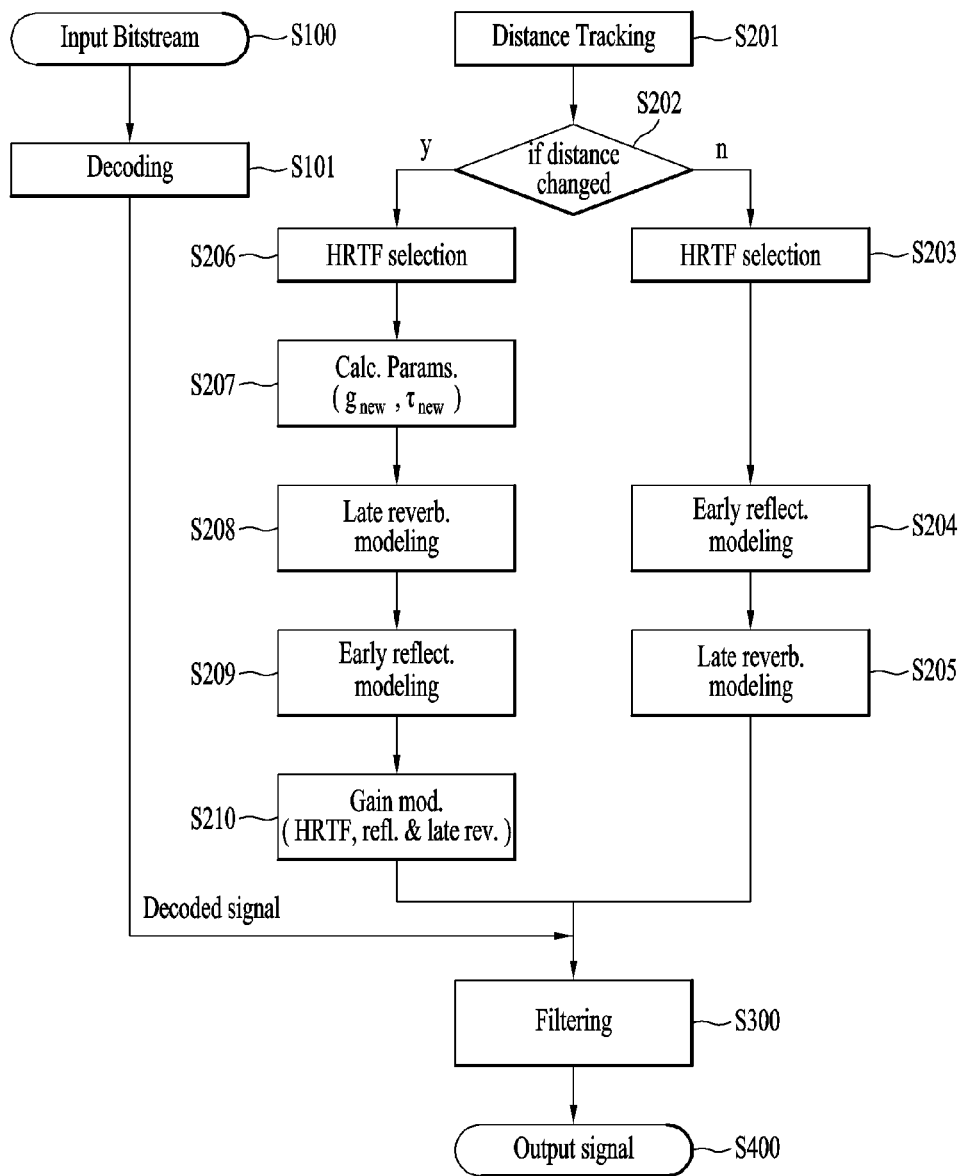 Input Bitstream
S100
Distance Tracking
S201
S202
if distance
changed
y
n
Decoding
S101
S206
HRTF selection
HRTF selection
S203
S207
Calc. Params.
( g_new , τ_new )
S208
Late reverb.
modeling
Early reflect.
modeling
S204
S209
Early reflect.
modeling
Late reverb.
modeling
S205
S210
Gain mod.
( HRTF, refl. & late rev. )
Decoded signal
Filtering
S300
Output signal
S400